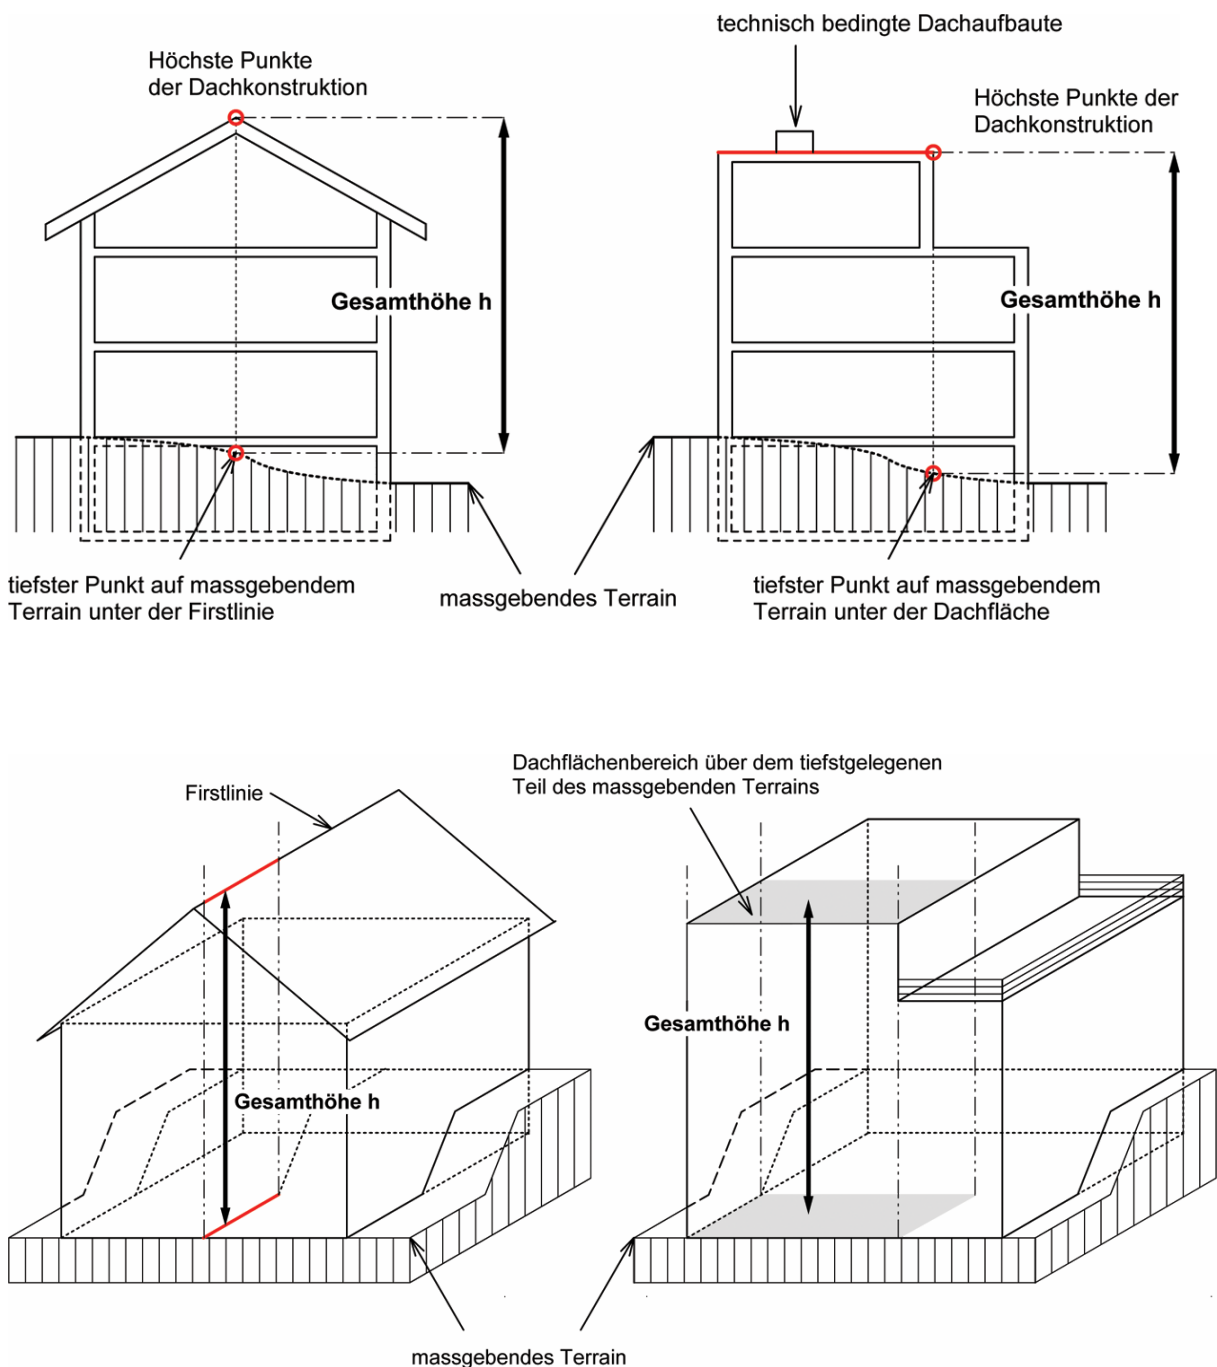 technisch bedingte Dachaufbaute
Höchste Punkte
der Dachkonstruktion
Höchste Punkte der
Dachkonstruktion
Gesamthöhe h
Gesamthöhe h
tiefster Punkt auf massgebendem
Terrain unter der Firstlinie
massgebendes Terrain
tiefster Punkt auf massgebendem
Terrain unter der Dachfläche
Dachflächenbereich über dem tiefstgelegenen
Teil des massgebenden Terrains
Firstlinie
Gesamthöhe h
Gesamthöhe h
massgebendes Terrain